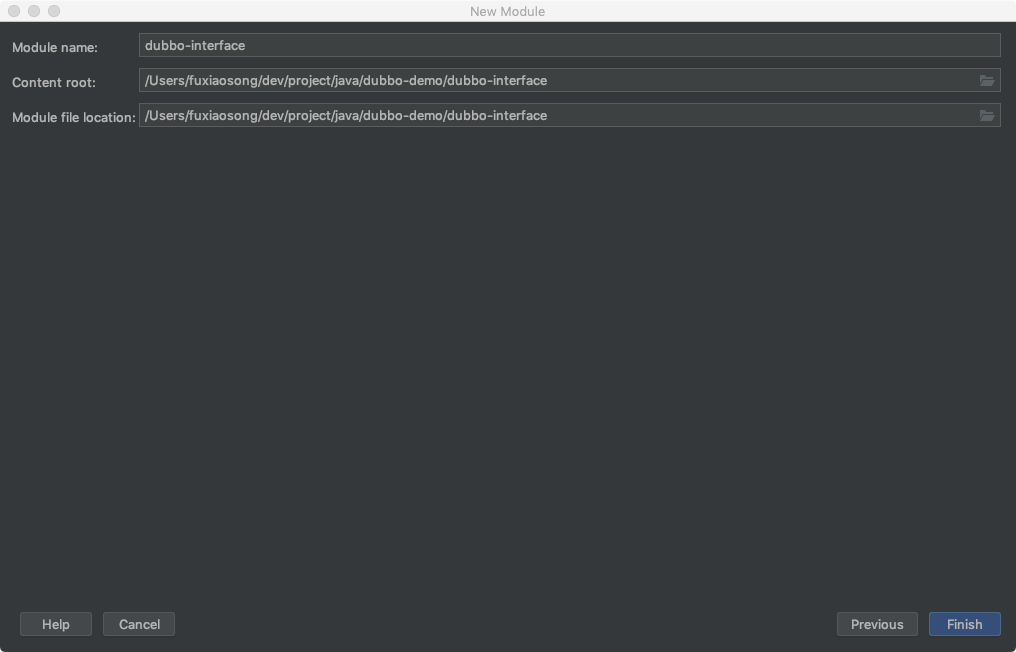 New Module
Module name: dubbo-interface
Content root: /Users/fuxiaosong/dev/project/java/dubbo-demo/dubbo-interface
Module file location: /Users/fuxiaosong/dev/project/java/dubbo-demo/dubbo-interface
Help Cancel Previous Finish